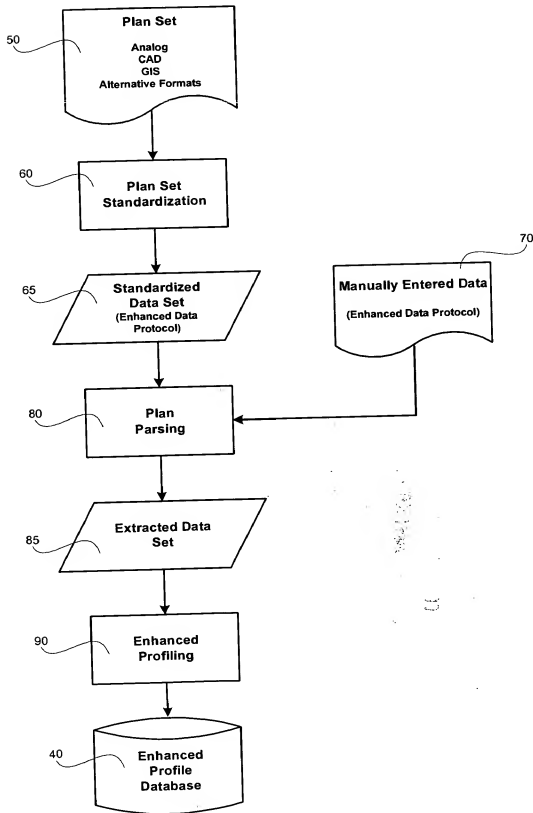 Plan Set
50
Analog
CAD
GIS
Alternative Formats
60
Plan Set
Standardization
70
65
Standardized
Data Set
(Enhanced Data
Protocol)
Manually Entered Data
(Enhanced Data Protocol)
80
Plan
Parsing
85
Extracted Data
Set
90
Enhanced
Profiling
40
Enhanced
Profile
Database